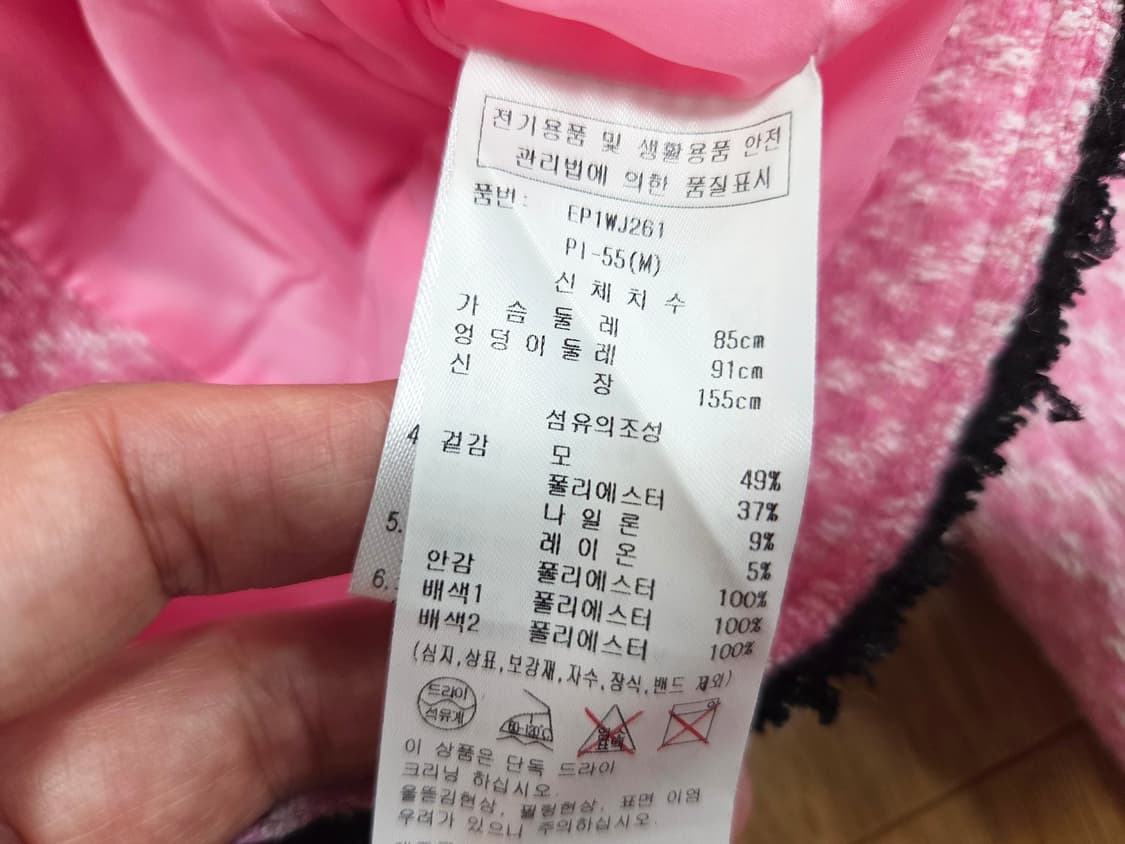 전기용품 및 생활용품 안전
관리법에 의한 품질표시
품번: EP1WJ261
PI-55(M)
신 체 치 수
가 슴 둘 레 85cm
엉 덩 이 둘 레 91cm
신 장 155cm
섬유의조성
겉감 모 49%
폴리에스터 37%
나 일 론 9%
레 이 온 5%
안감 폴리에스터 100%
배색1 폴리에스터 100%
배색2 폴리에스터 100%
(심지,상표,보강재,자수,장식,밴드 제외)
드라이
석유계
이 상품은 단독 드라이
크리닝 하십시오.
올뜯김현상, 필링현상, 표면 이염
우려가 있으니 주의하십시오.
4
5.
6.